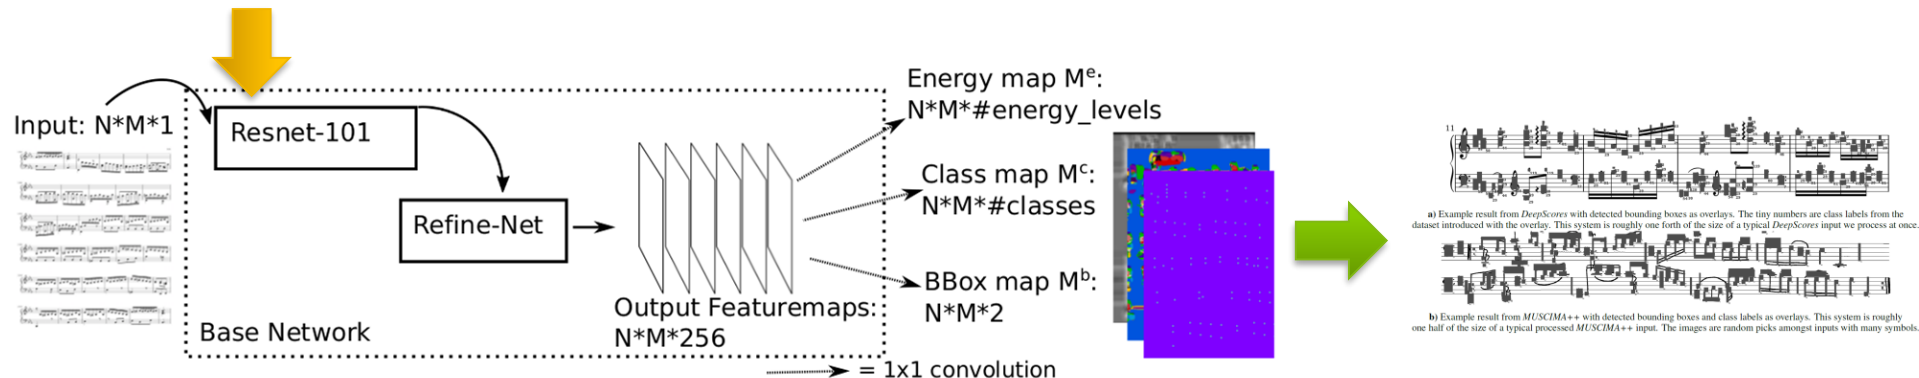 Input: N*M*1
Resnet-101
Refine-Net
Base Network
Output Featuremaps:
N*M*256
Energy map Mᵉ:
N*M*#energy_levels
Class map Mᶜ:
N*M*#classes
BBox map Mᵇ:
N*M*2
= 1x1 convolution
11
a) Example result from DeepScores with detected bounding boxes as overlays. The tiny numbers are class labels from the
dataset introduced with the overlay. This system is roughly one forth of the size of a typical DeepScores input we process at once.
b) Example result from MUSCIMA++ with detected bounding boxes and class labels as overlays. This system is roughly
one half of the size of a typical processed MUSCIMA++ input. The images are random picks amongst inputs with many symbols.